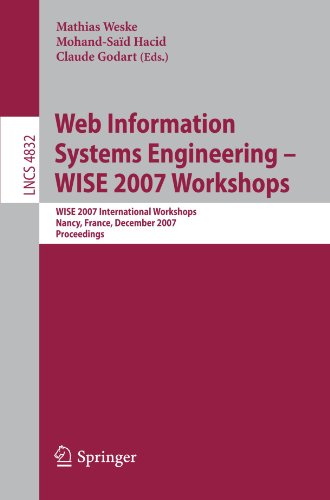 Mathias Weske
Mohand-Saïd Hacid
Claude Godart (Eds.)
LNCS 4832
Web Information
Systems Engineering –
WISE 2007 Workshops
WISE 2007 International Workshops
Nancy, France, December 2007
Proceedings
Springer